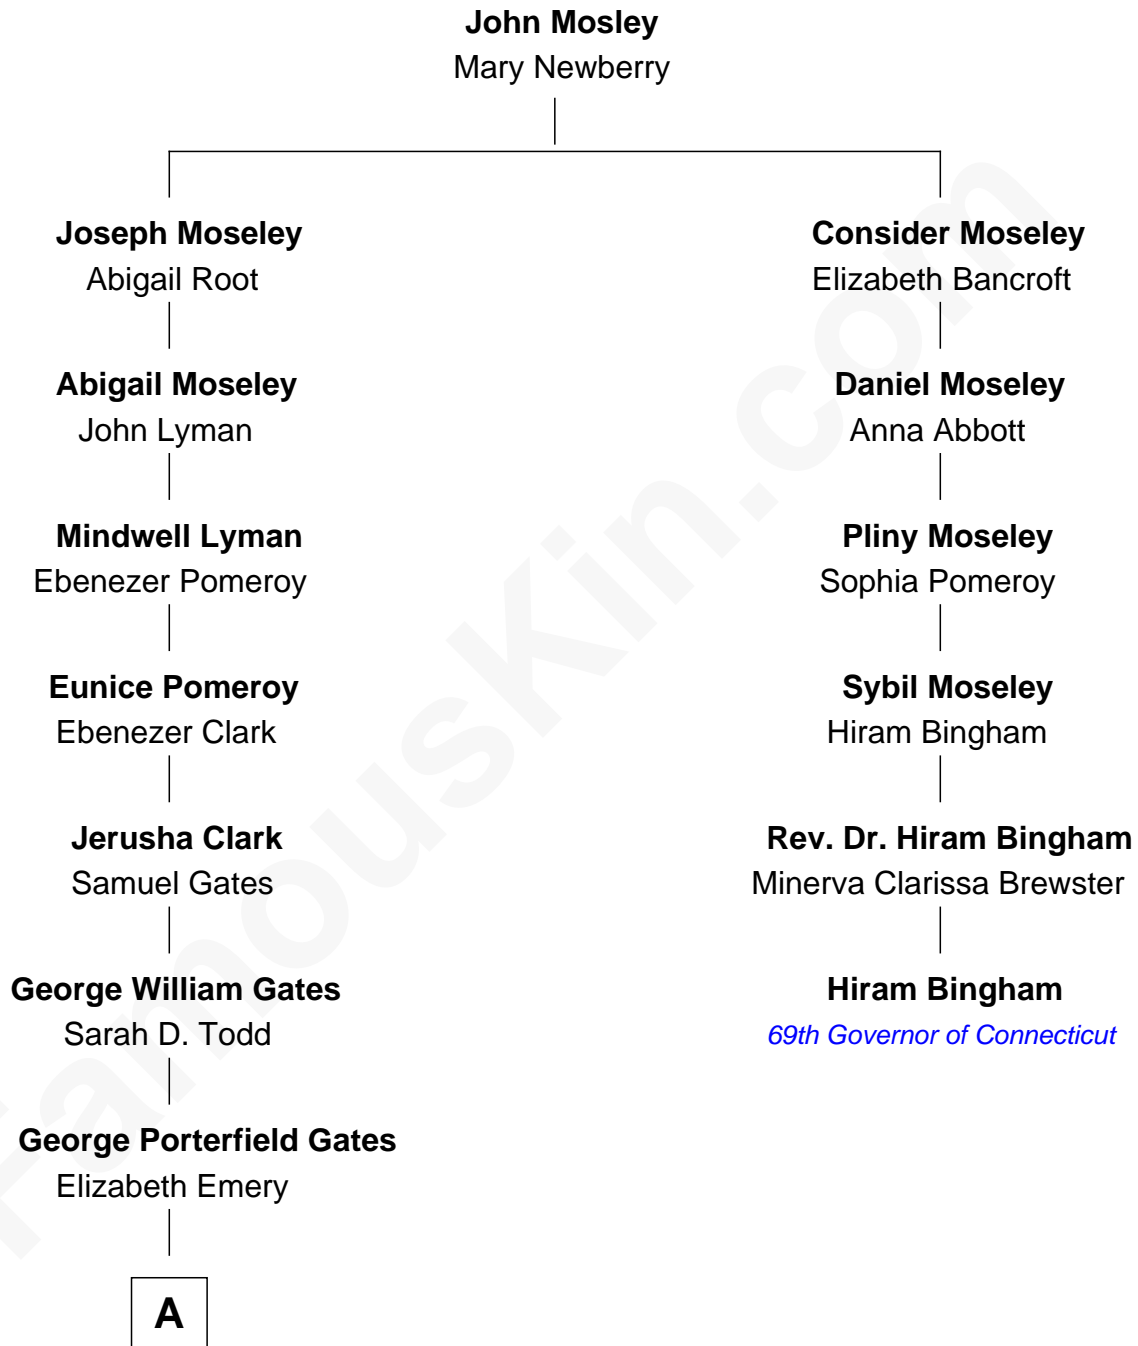 John Mosley
Mary Newberry
Joseph Moseley
Abigail Root
Abigail Moseley
John Lyman
Mindwell Lyman
Ebenezer Pomeroy
Eunice Pomeroy
Ebenezer Clark
Jerusha Clark
Samuel Gates
George William Gates
Sarah D. Todd
George Porterfield Gates
Elizabeth Emery
A
Consider Moseley
Elizabeth Bancroft
Daniel Moseley
Anna Abbott
Pliny Moseley
Sophia Pomeroy
Sybil Moseley
Hiram Bingham
Rev. Dr. Hiram Bingham
Minerva Clarissa Brewster
Hiram Bingham
69th Governor of Connecticut
FamousKin.com